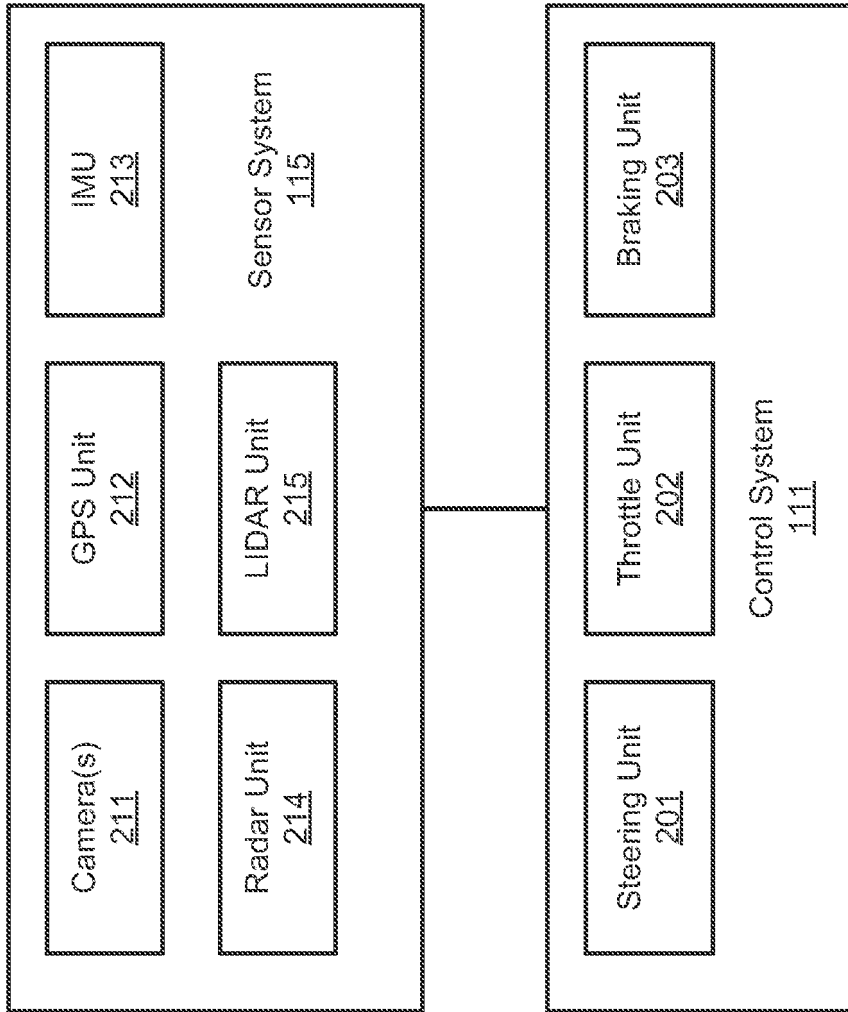 Camera(s)
211
GPS Unit
212
IMU
213
Radar Unit
214
LIDAR Unit
215
Sensor System
115
Steering Unit
201
Throttle Unit
202
Braking Unit
203
Control System
111